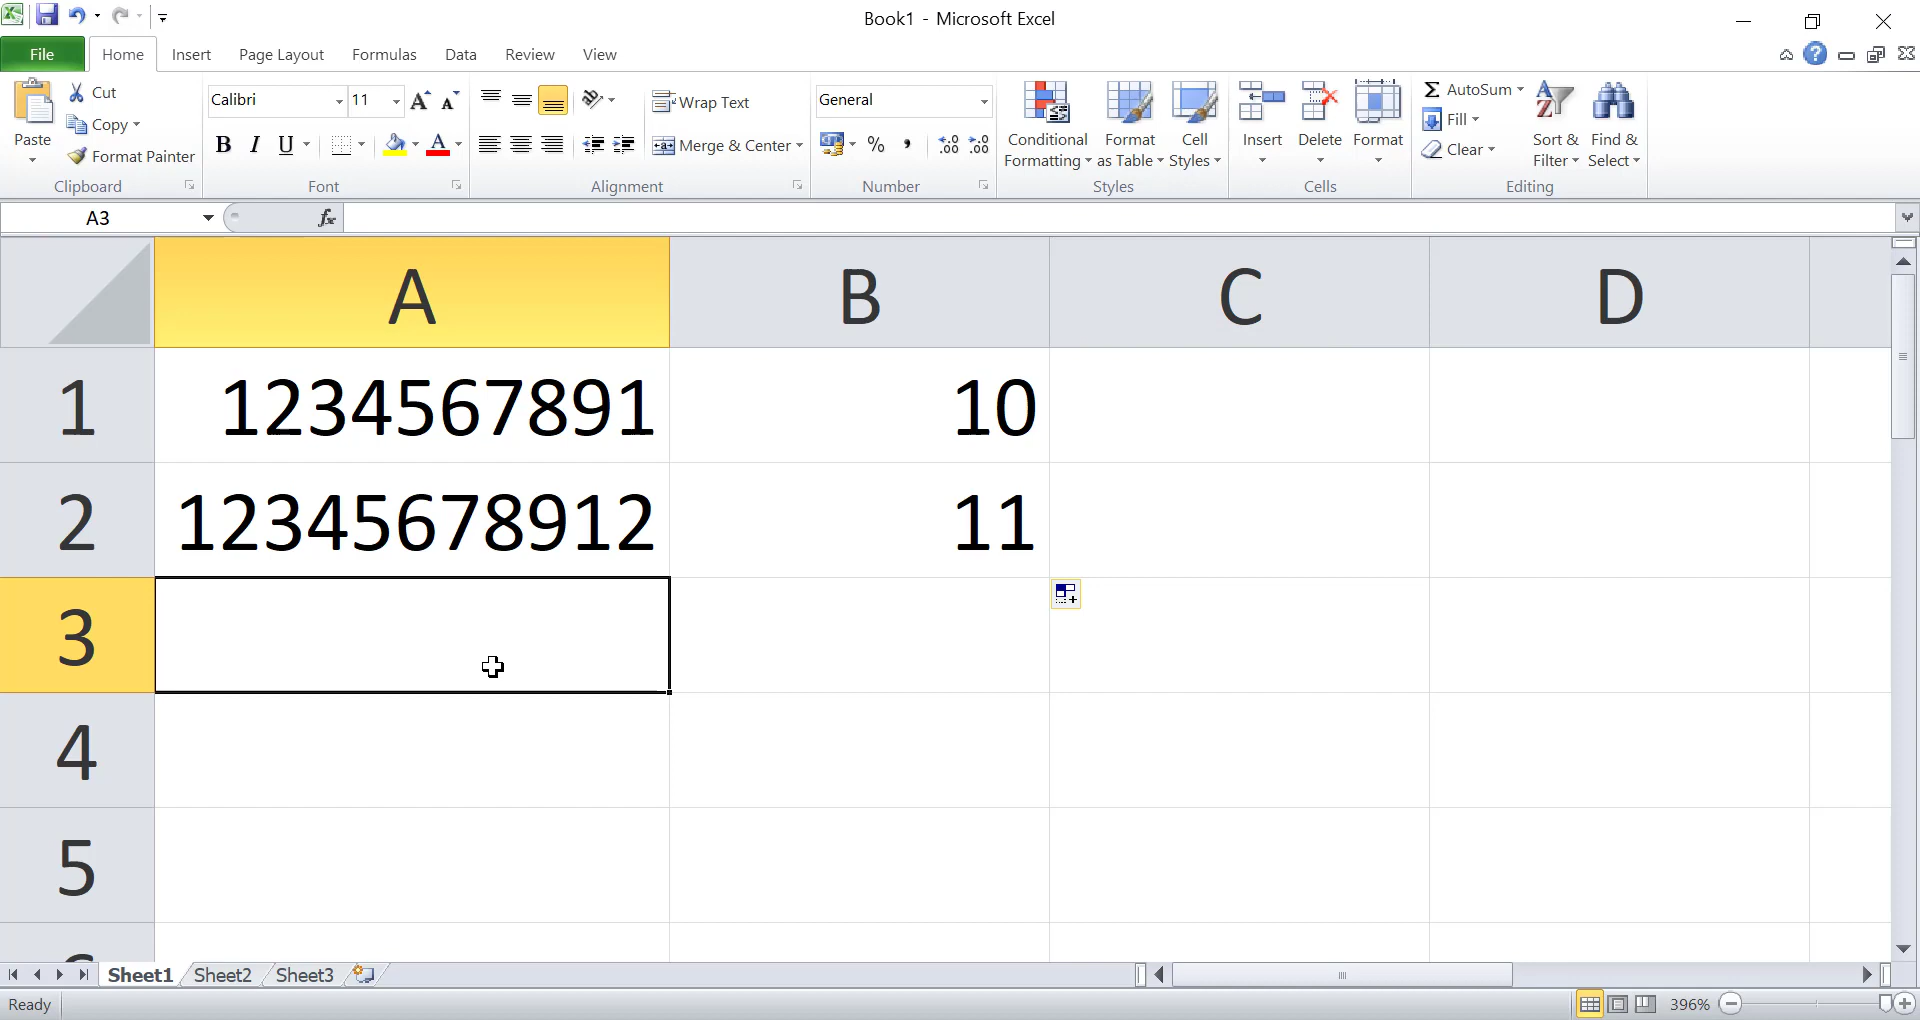 Book1 - Microsoft Excel
File Home Insert Page Layout Formulas Data Review View
Paste
Cut
Copy
Format Painter
Clipboard
Calibri 11
B I U
Font
Wrap Text
Merge & Center
Alignment
General
% ,
Number
Conditional Formatting
Format as Table
Cell Styles
Styles
Insert
Delete
Format
Cells
Σ AutoSum
Fill
Clear
Sort & Filter
Find & Select
Editing
A3 fx
A B C D
1 1234567891 10
2 12345678912 11
3
4
5
Sheet1 Sheet2 Sheet3
Ready 396%